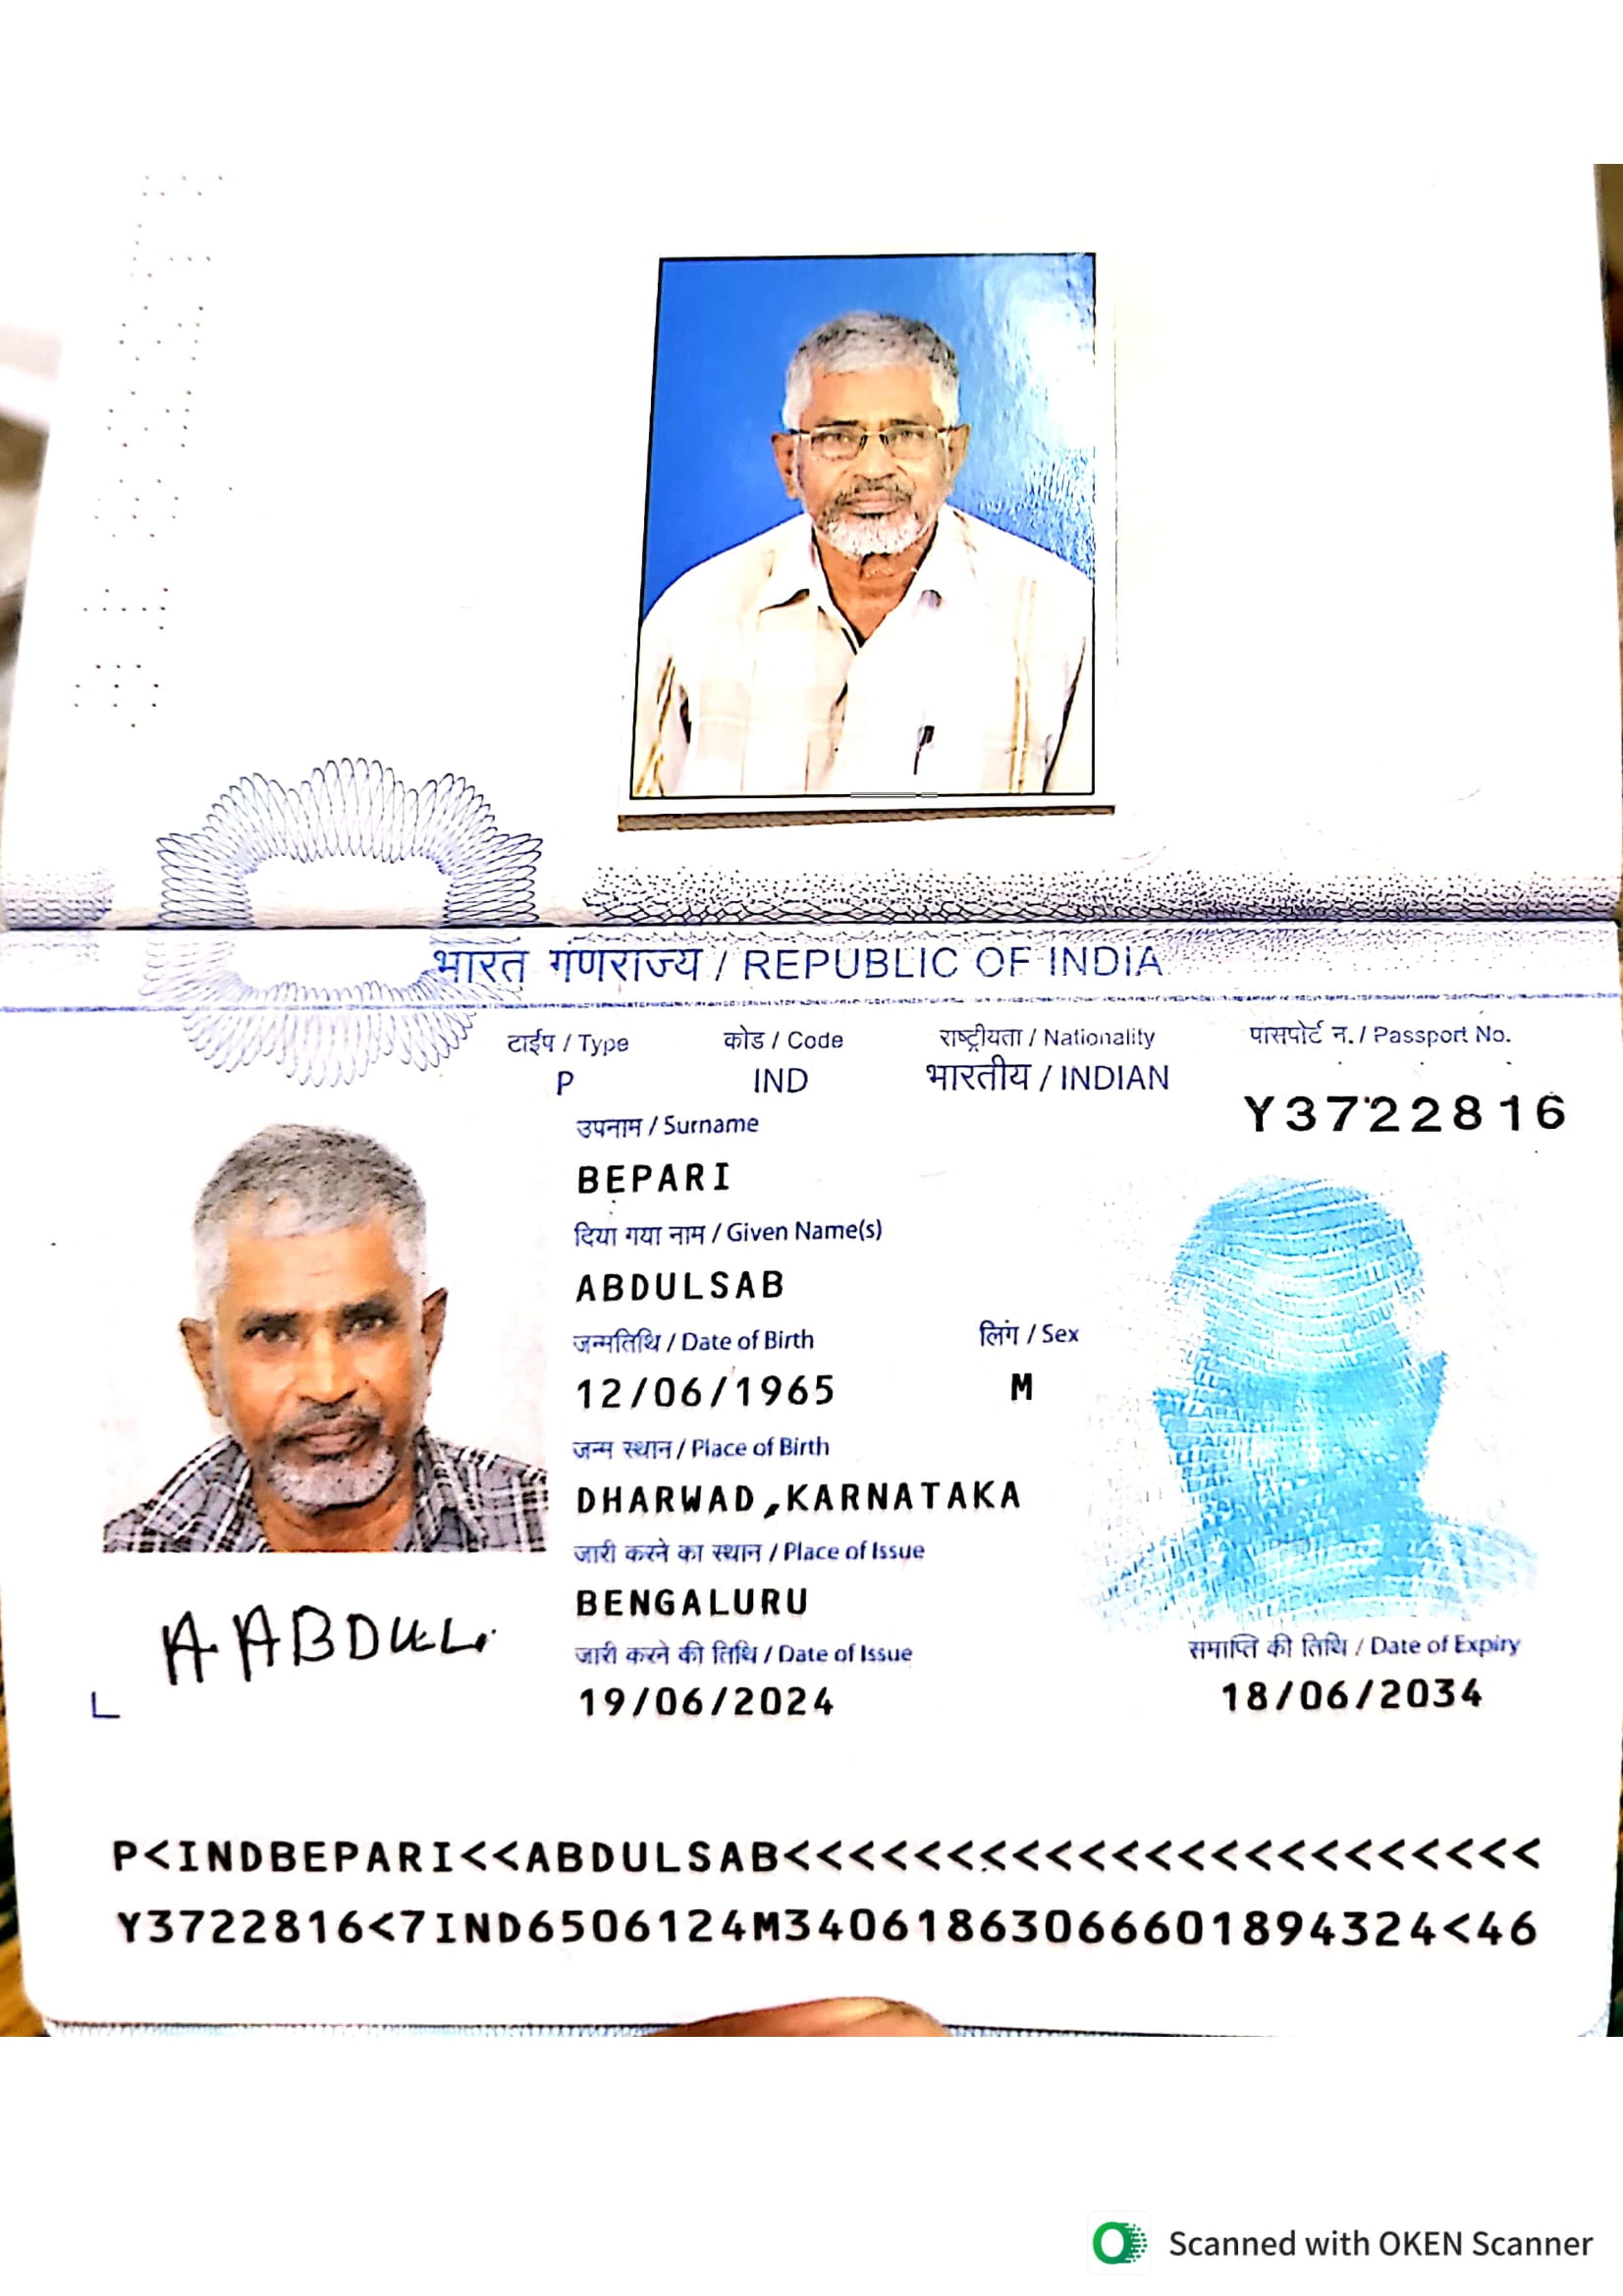 भारत गणराज्य / REPUBLIC OF INDIA
टाईप / Type
कोड / Code
राष्ट्रीयता / Nationality
पासपोर्ट न. / Passport No.
P
IND
भारतीय / INDIAN
Y3722816
उपनाम / Surname
BEPARI
दिया गया नाम / Given Name(s)
ABDULSAB
जन्मतिथि / Date of Birth
लिंग / Sex
12/06/1965
M
जन्म स्थान / Place of Birth
DHARWAD,KARNATAKA
जारी करने का स्थान / Place of Issue
BENGALURU
A ABDUL.
जारी करने की तिथि / Date of Issue
समाप्ति की तिथि / Date of Expiry
19/06/2024
18/06/2034
L
P<INDBEPARI<<ABDULSAB<<<<<<<<<<<<<<<<<<<<<<<
Y3722816<7IND6506124M34061863066601894324<46
Scanned with OKEN Scanner